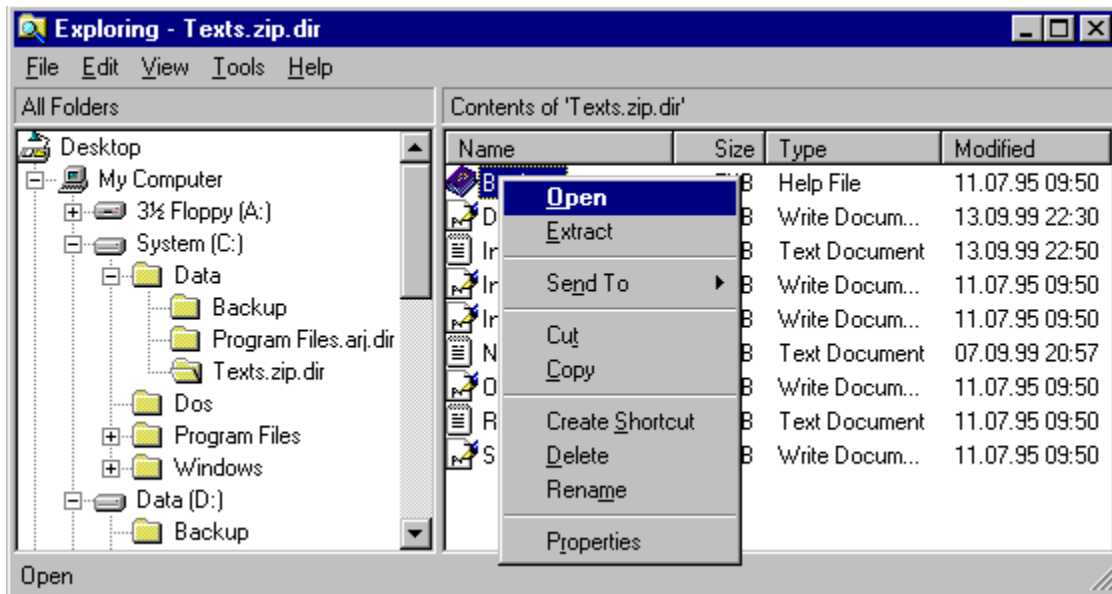 Exploring - Texts.zip.dir
File Edit View Tools Help
All Folders
Contents of 'Texts.zip.dir'
Desktop
My Computer
3½ Floppy (A:)
System (C:)
Data
Backup
Program Files.arj.dir
Texts.zip.dir
Dos
Program Files
Windows
Data (D:)
Backup
Name Size Type Modified
Help File 11.07.95 09:50
D B Write Docum... 13.09.99 22:30
In B Text Document 13.09.99 22:50
In B Write Docum... 11.07.95 09:50
In B Write Docum... 11.07.95 09:50
N B Text Document 07.09.99 20:57
O B Write Docum... 11.07.95 09:50
R B Text Document 11.07.95 09:50
S B Write Docum... 11.07.95 09:50
Open
Extract
Send To
Cut
Copy
Create Shortcut
Delete
Rename
Properties
Open